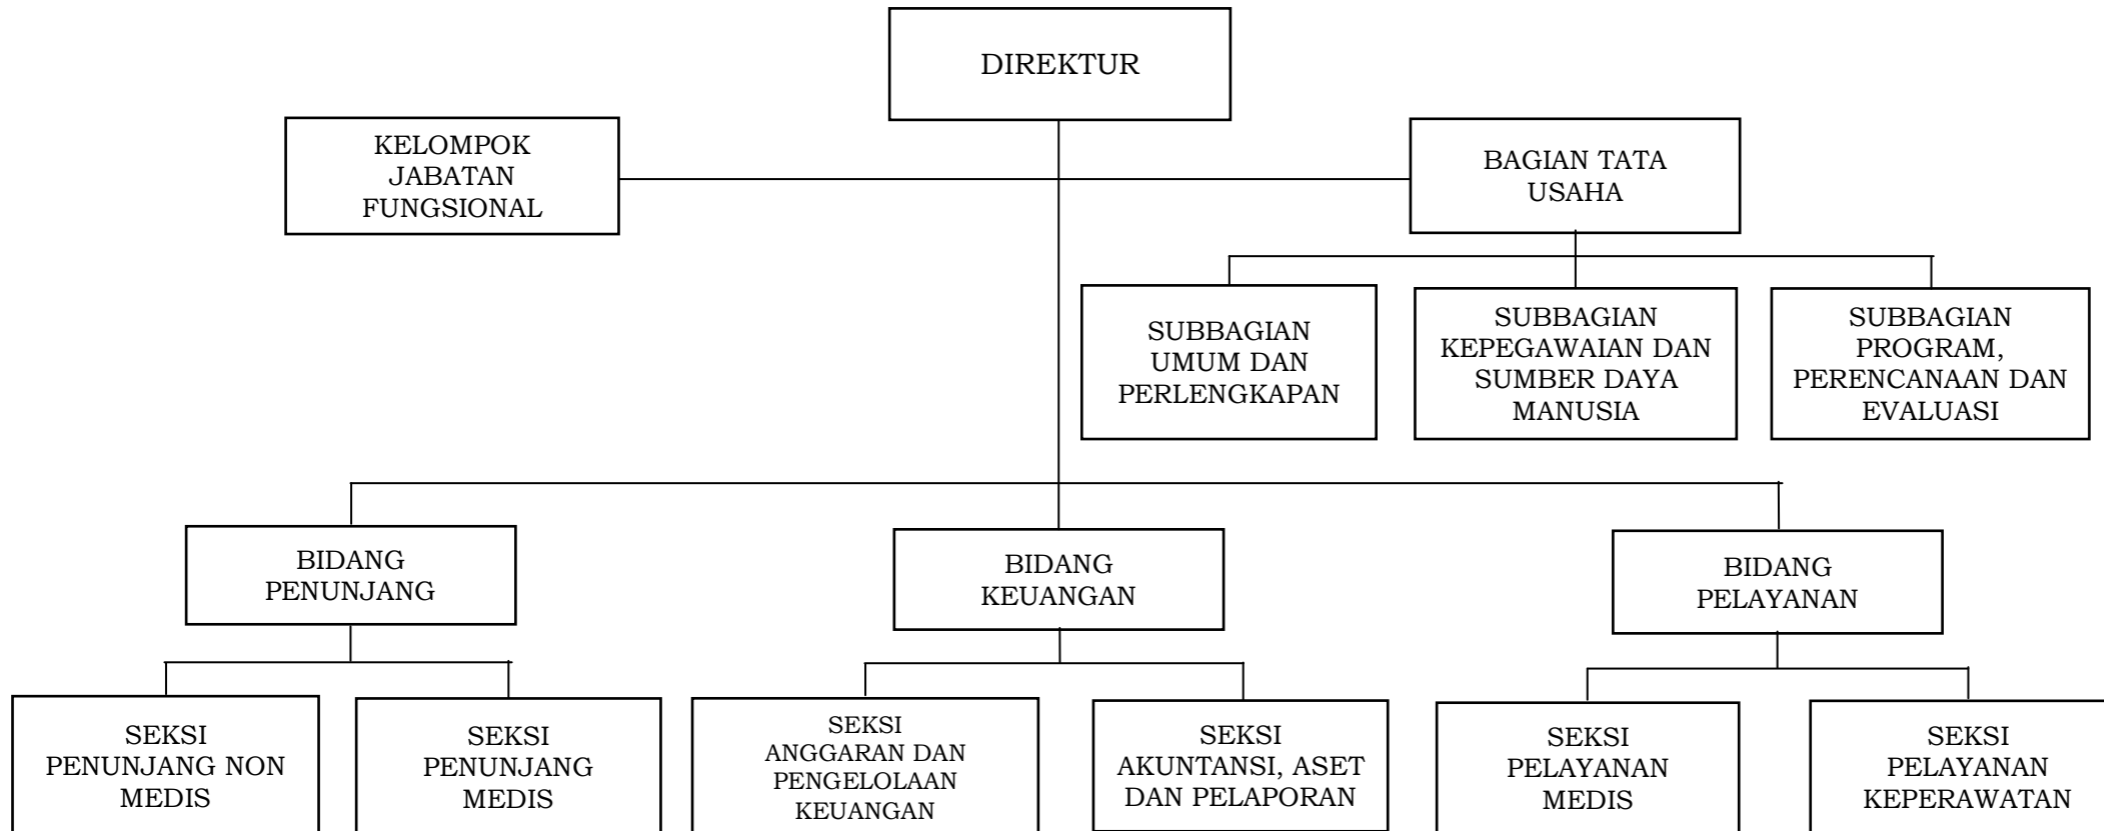 DIREKTUR
KELOMPOK
JABATAN
FUNGSIONAL
BAGIAN TATA
USAHA
SUBBAGIAN
UMUM DAN
PERLENGKAPAN
SUBBAGIAN
KEPEGAWAIAN DAN
SUMBER DAYA
MANUSIA
SUBBAGIAN
PROGRAM,
PERENCANAAN DAN
EVALUASI
BIDANG
PENUNJANG
BIDANG
KEUANGAN
BIDANG
PELAYANAN
SEKSI
PENUNJANG NON
MEDIS
SEKSI
PENUNJANG
MEDIS
SEKSI
ANGGARAN DAN
PENGELOLAAN
KEUANGAN
SEKSI
AKUNTANSI, ASET
DAN PELAPORAN
SEKSI
PELAYANAN
MEDIS
SEKSI
PELAYANAN
KEPERAWATAN